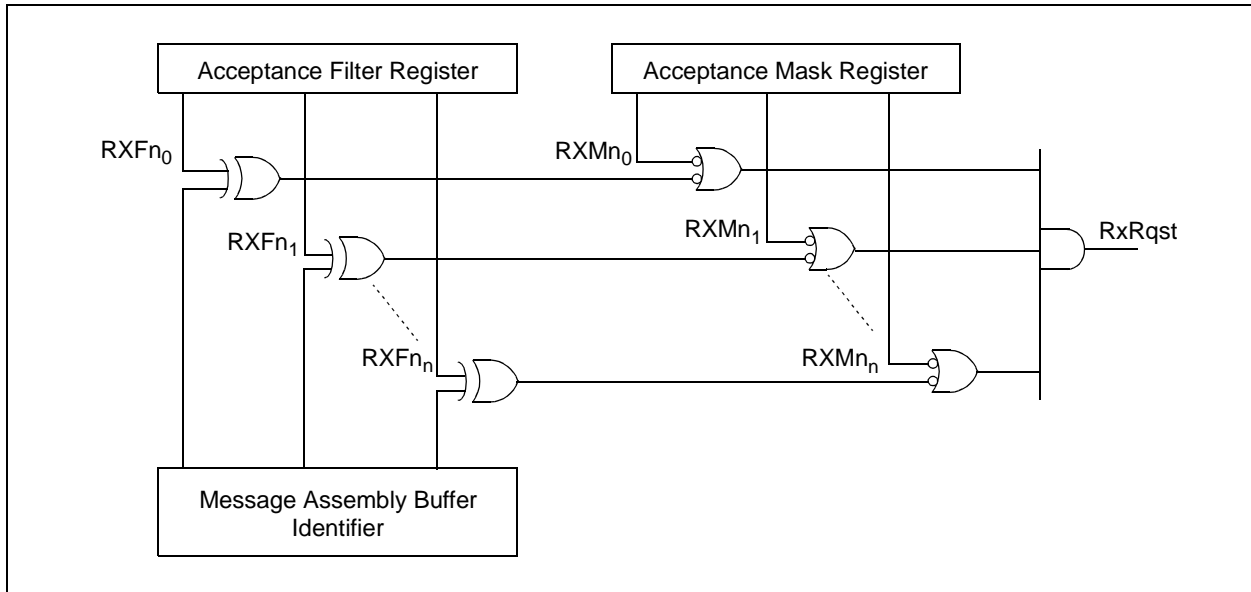 Acceptance Filter Register
Acceptance Mask Register
RXFn0
RXMn0
RXFn1
RXMn1
RxRqst
RXFnn
RXMnn
Message Assembly Buffer
Identifier